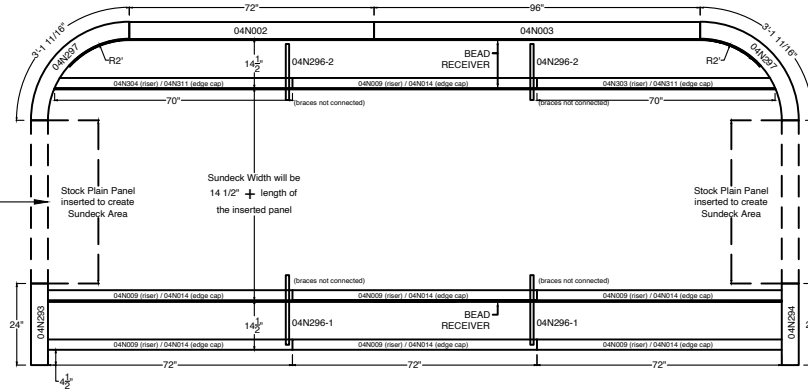 72"
96"
04N002
04N003
3'-1 11/16"
3'-1 11/16"
04N297
04N297
R2'
R2'
14 1/2"
04N296-2
BEAD
RECEIVER
04N296-2
04N304 (riser) / 04N311 (edge cap)
04N009 (riser) / 04N014 (edge cap)
04N303 (riser) / 04N311 (edge cap)
70"
(braces not connected)
(braces not connected)
70"
Stock Plain Panel
inserted to create
Sundeck Area
Sundeck Width will be
14 1/2" + length of
the inserted panel
Stock Plain Panel
inserted to create
Sundeck Area
(braces not connected)
(braces not connected)
04N009 (riser) / 04N014 (edge cap)
04N009 (riser) / 04N014 (edge cap)
04N009 (riser) / 04N014 (edge cap)
24"
04N293
14 1/2"
04N296-1
BEAD
RECEIVER
04N296-1
04N294
04N009 (riser) / 04N014 (edge cap)
04N009 (riser) / 04N014 (edge cap)
04N009 (riser) / 04N014 (edge cap)
72"
72"
72"
4 1/2"